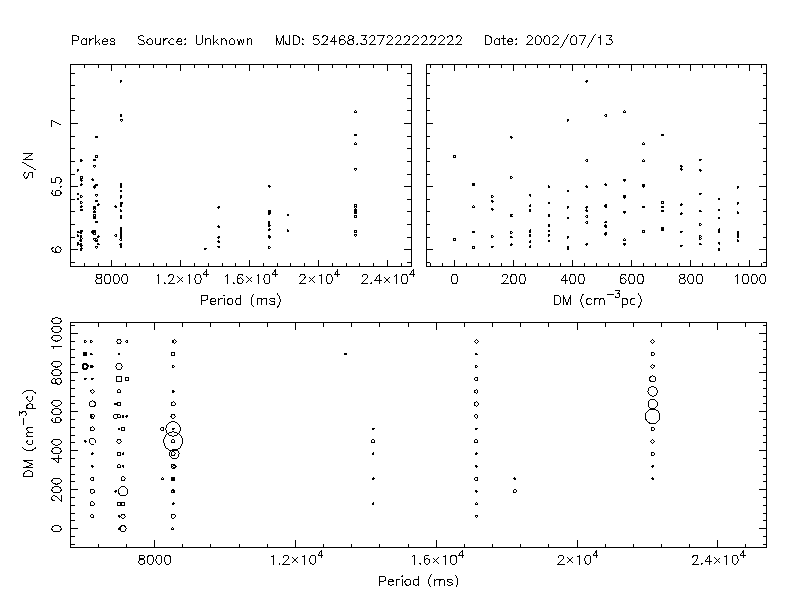 Parkes Source: Unknown MJD: 52468.327222222222 Date: 2002/07/13
S/N
6 6.5 7
8000 1.2×10⁴ 1.6×10⁴ 2×10⁴ 2.4×10⁴
Period (ms)
0 200 400 600 800 1000
DM (cm⁻³pc)
DM (cm⁻³pc)
0 200 400 600 800 1000
8000 1.2×10⁴ 1.6×10⁴ 2×10⁴ 2.4×10⁴
Period (ms)